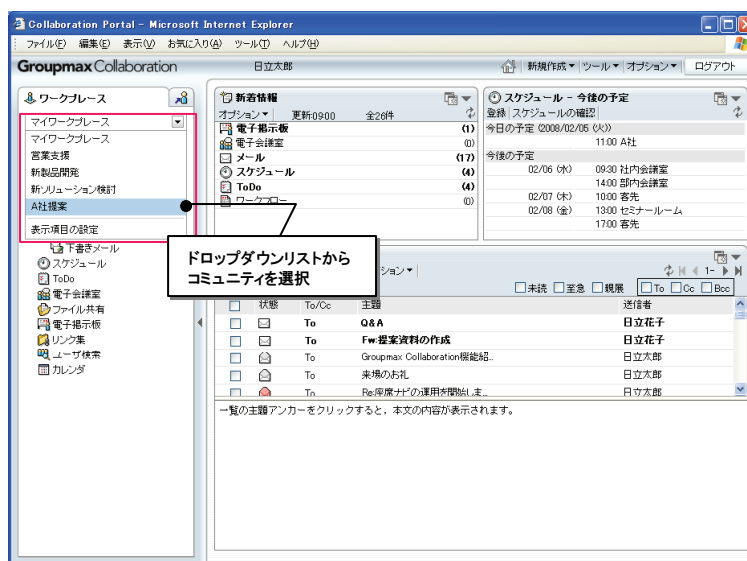 Collaboration Portal - Microsoft Internet Explorer
ファイル(F) 編集(E) 表示(V) お気に入り(A) ツール(T) ヘルプ(H)
Groupmax Collaboration 日立太郎 新規作成 ツール オプション ログアウト
ワークプレース
マイワークプレース
マイワークプレース
営業支援
新製品開発
新ソリューション検討
A社提案
表示項目の設定
下書きメール
スケジュール
ToDo
電子会議室
ファイル共有
電子掲示板
リンク集
ユーザ検索
カレンダ
新着情報
オプション 更新:09:00 全26件
電子掲示板 (1)
電子会議室 (0)
メール (17)
スケジュール (4)
ToDo (4)
ワークフロー (0)
スケジュール - 今後の予定
登録 スケジュールの確認
今日の予定 (2008/02/05 (火))
11:00 A社
今後の予定
02/06 (水) 09:30 社内会議室
14:00 部内会議室
02/07 (木) 10:00 客先
02/08 (金) 13:00 セミナールーム
17:00 客先
ドロップダウンリストから
コミュニティを選択
ション 1-
未読 至急 親展 To Cc Bcc
状態 To/Cc 主題 送信者
To Q&A 日立花子
To Fw:提案資料の作成 日立花子
To Groupmax Collaboration機能紹... 日立太郎
To 来場のお礼 日立太郎
To Re:座席ナビの運用を開始しま... 日立太郎
一覧の主題アンカーをクリックすると，本文の内容が表示されます。